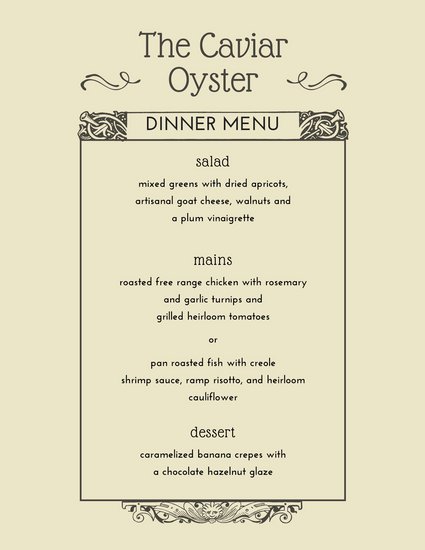 The Caviar
Oyster
DINNER MENU
salad
mixed greens with dried apricots,
artisanal goat cheese, walnuts and
a plum vinaigrette
mains
roasted free range chicken with rosemary
and garlic turnips and
grilled heirloom tomatoes
or
pan roasted fish with creole
shrimp sauce, ramp risotto, and heirloom
cauliflower
dessert
caramelized banana crepes with
a chocolate hazelnut glaze